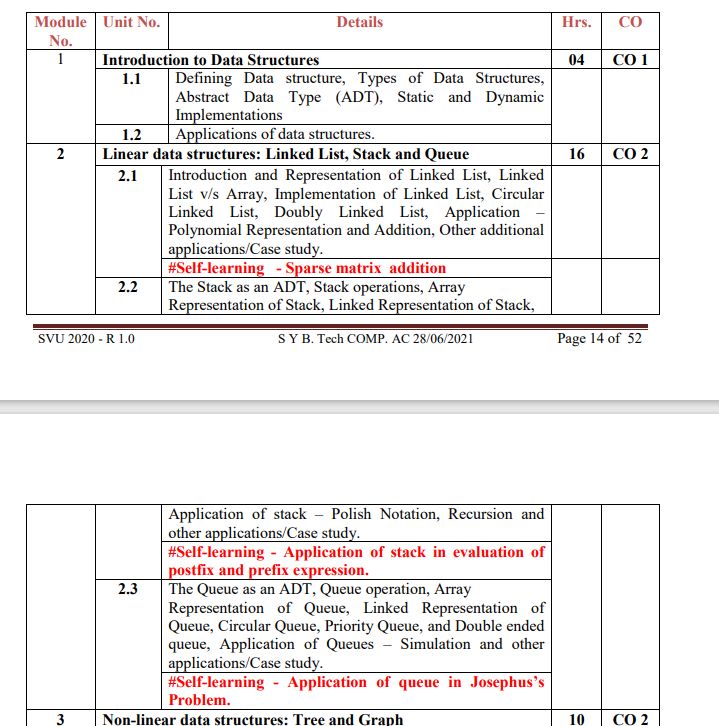 Module Unit No. Details Hrs. CO
No.
1 Introduction to Data Structures 04 CO 1
1.1 Defining Data structure, Types of Data Structures,
Abstract Data Type (ADT), Static and Dynamic
Implementations
1.2 Applications of data structures.
2 Linear data structures: Linked List, Stack and Queue 16 CO 2
2.1 Introduction and Representation of Linked List, Linked
List v/s Array, Implementation of Linked List, Circular
Linked List, Doubly Linked List, Application –
Polynomial Representation and Addition, Other additional
applications/Case study.
#Self-learning - Sparse matrix addition
2.2 The Stack as an ADT, Stack operations, Array
Representation of Stack, Linked Representation of Stack,
SVU 2020 - R 1.0 S Y B. Tech COMP. AC 28/06/2021 Page 14 of 52
Application of stack – Polish Notation, Recursion and
other applications/Case study.
#Self-learning - Application of stack in evaluation of
postfix and prefix expression.
2.3 The Queue as an ADT, Queue operation, Array
Representation of Queue, Linked Representation of
Queue, Circular Queue, Priority Queue, and Double ended
queue, Application of Queues – Simulation and other
applications/Case study.
#Self-learning - Application of queue in Josephus's
Problem.
3 Non-linear data structures: Tree and Graph 10 CO 2